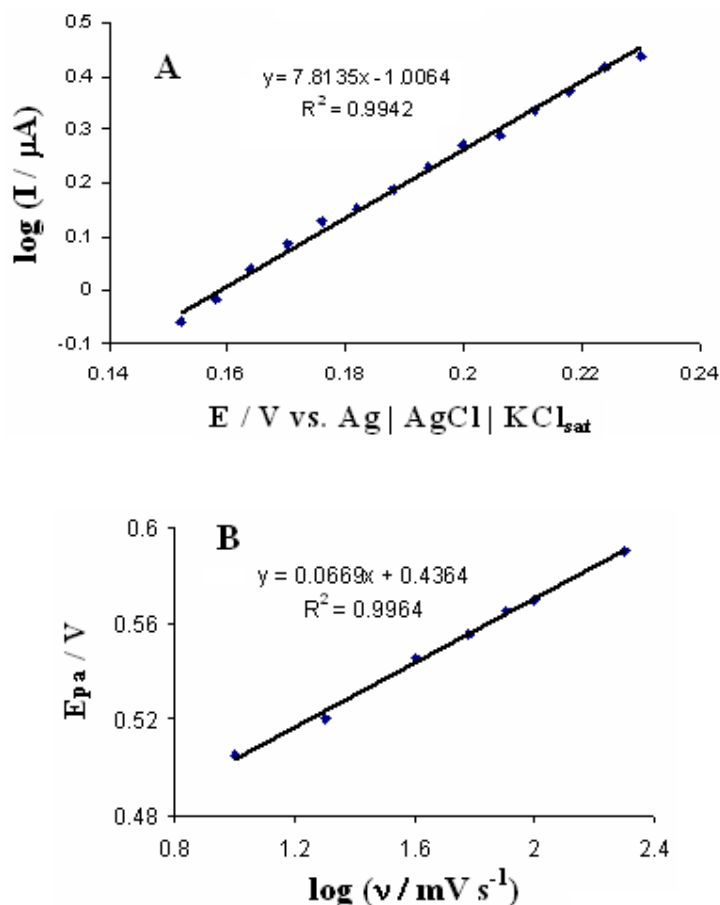 A
y = 7.8135x - 1.0064
R² = 0.9942
log (I / µA)
0.5
0.4
0.3
0.2
0.1
0
-0.1
0.14 0.16 0.18 0.2 0.22 0.24
E / V vs. Ag | AgCl | KClsat
B
y = 0.0669x + 0.4364
R² = 0.9964
Epa / V
0.6
0.56
0.52
0.48
0.8 1.2 1.6 2 2.4
log (ν / mV s⁻¹)